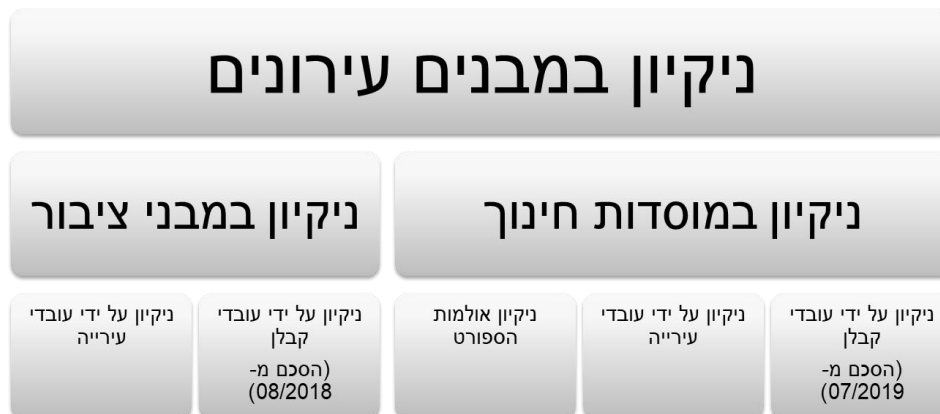 ניקיון במבנים עירונים
ניקיון במוסדות חינוך
ניקיון במבני ציבור
ניקיון על ידי עובדי
קבלן
(הסכם מ-
07/2019)
ניקיון על ידי עובדי
עירייה
ניקיון אולמות
הספורט
ניקיון על ידי עובדי
קבלן
(הסכם מ-
08/2018)
ניקיון על ידי עובדי
עירייה